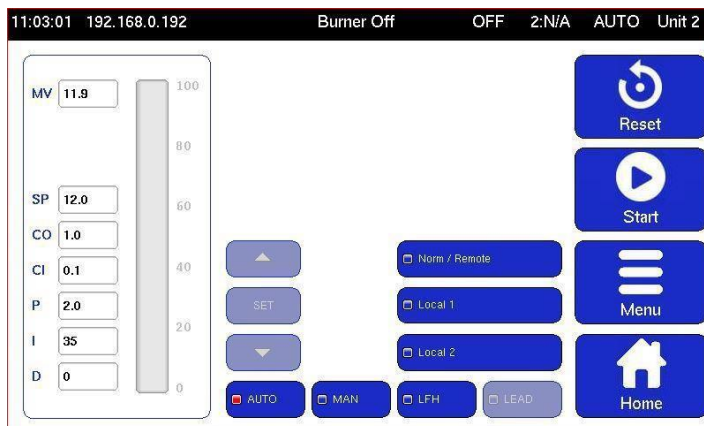 11:03:01 192.168.0.192 Burner Off OFF 2:N/A AUTO Unit 2
MV 11.9
100
80
60
40
20
0
SP 12.0
CO 1.0
CI 0.1
P 2.0
I 35
D 0
SET
Norm / Remote
Local 1
Local 2
AUTO MAN LFH LEAD
Reset
Start
Menu
Home